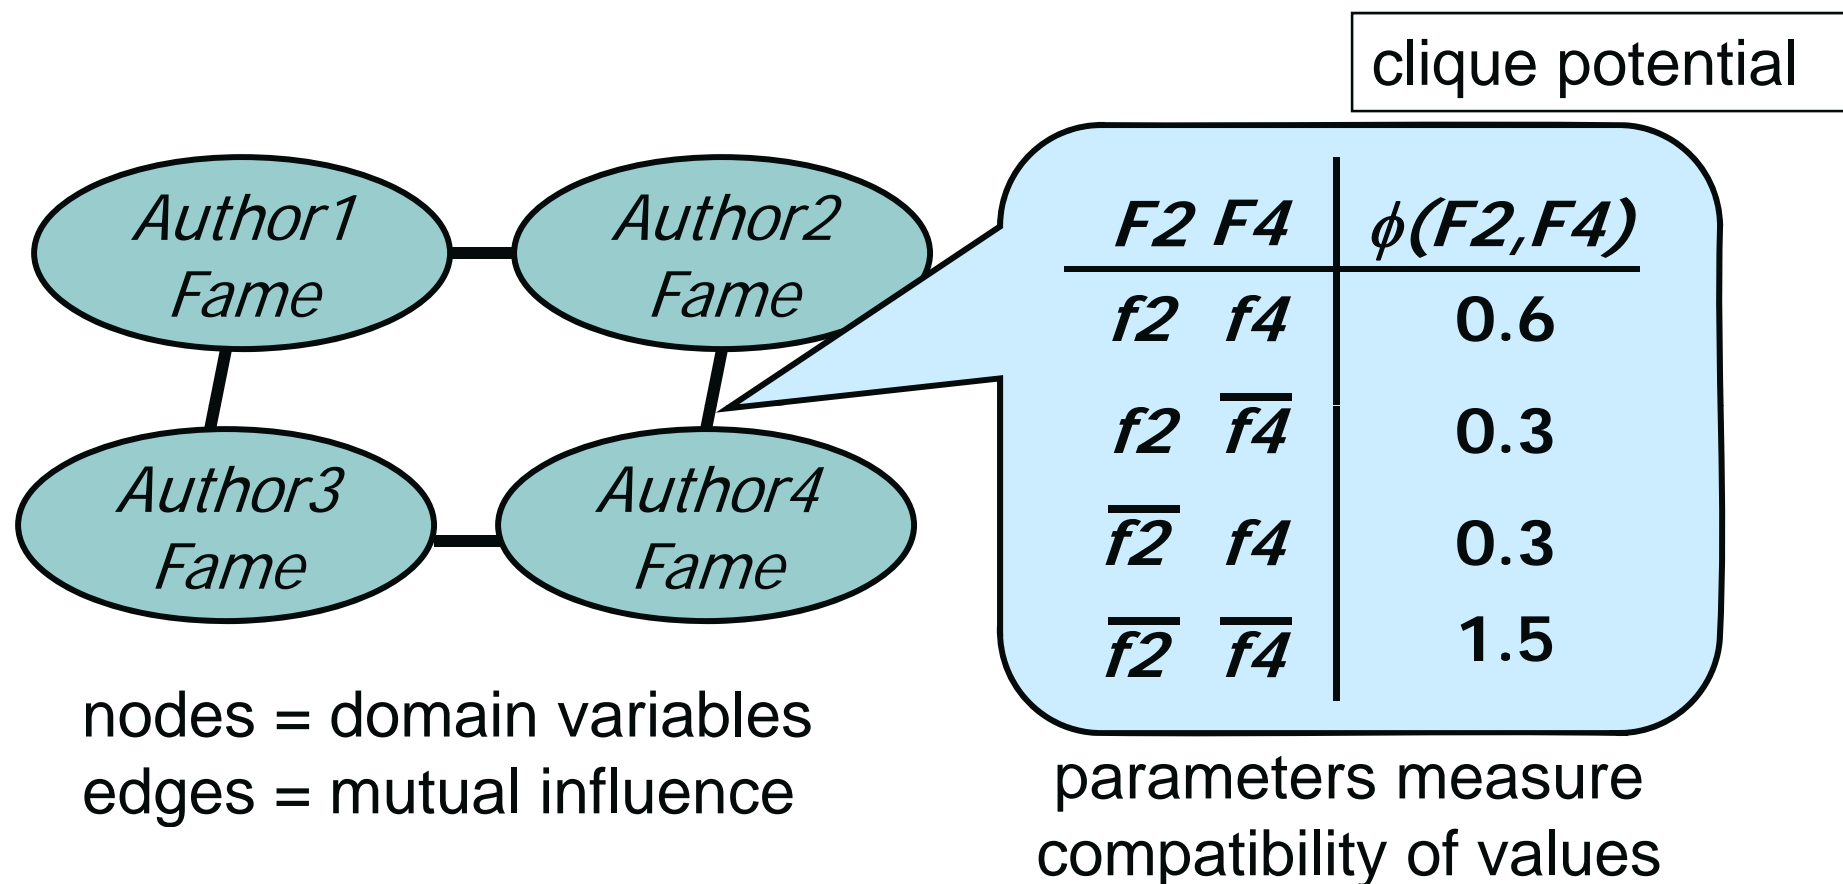 clique potential
Author1
Fame
Author2
Fame
Author3
Fame
Author4
Fame
F2 F4 ϕ(F2,F4)
f2 f4 0.6
f2 f̅4̅ 0.3
f̅2̅ f4 0.3
f̅2̅ f̅4̅ 1.5
nodes = domain variables
edges = mutual influence
parameters measure
compatibility of values